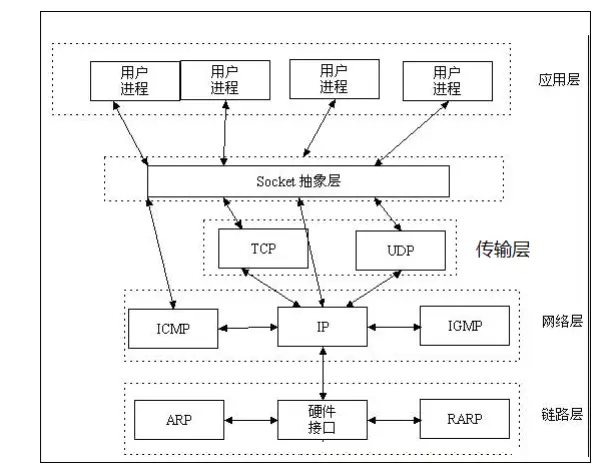 用户
进程
用户
进程
用户
进程
用户
进程
应用层
Socket 抽象层
TCP
UDP
传输层
ICMP
IP
IGMP
网络层
ARP
硬件
接口
RARP
链路层